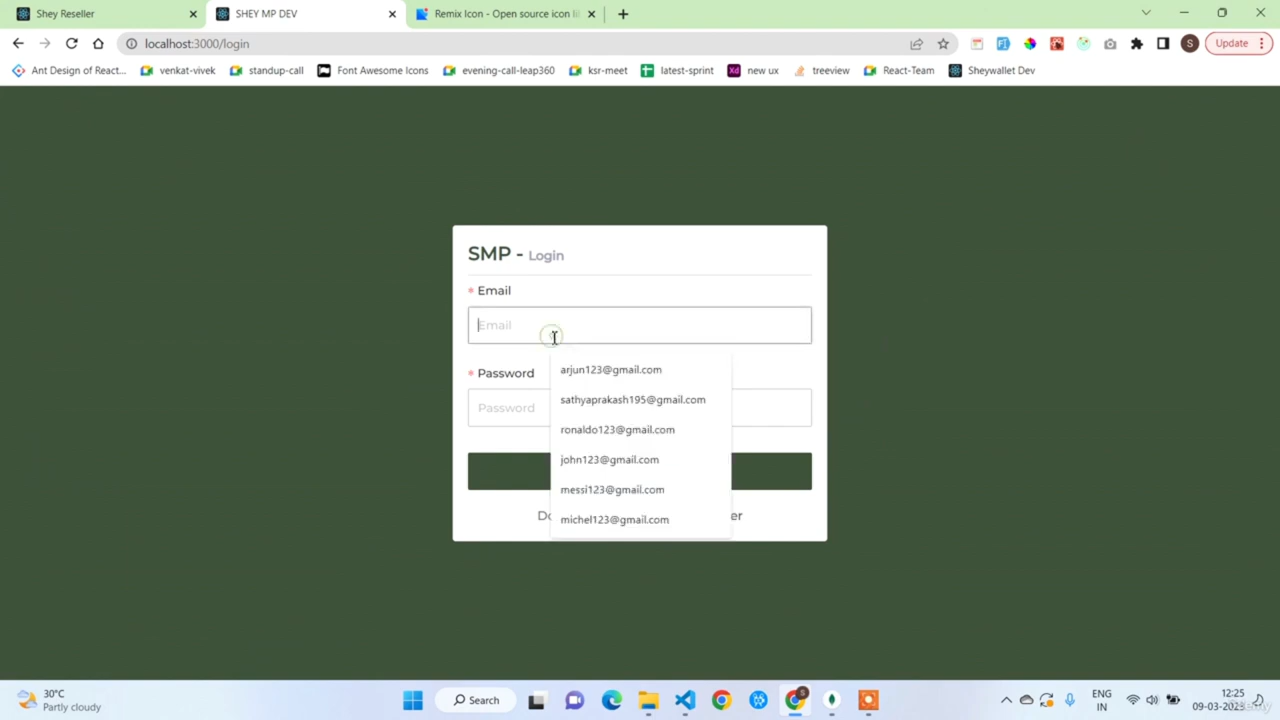 Shey Reseller
SHEY MP DEV
Remix Icon - Open source icon li
localhost:3000/login
S
Update
Ant Design of React...
venkat-vivek
standup-call
Font Awesome Icons
evening-call-leap360
ksr-meet
latest-sprint
Xd new ux
treeview
React-Team
Sheywallet Dev
SMP - Login
* Email
Email
* Password
Password
arjun123@gmail.com
sathyaprakash195@gmail.com
ronaldo123@gmail.com
john123@gmail.com
messi123@gmail.com
michel123@gmail.com
30°C
Partly cloudy
Search
ENG
IN
12:25
09-03-2023